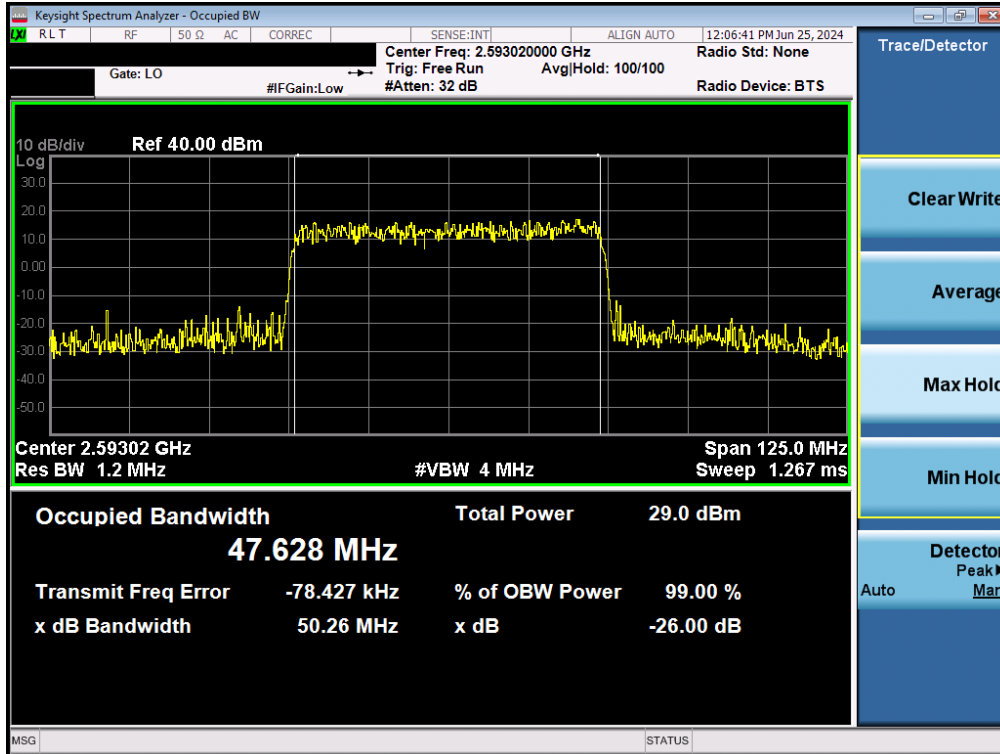 Keysight Spectrum Analyzer - Occupied BW
LXI RLT RF 50 Ω AC CORREC SENSE:INT ALIGN AUTO 12:06:41 PM Jun 25, 2024
Center Freq: 2.593020000 GHz Radio Std: None
Gate: LO Trig: Free Run Avg|Hold: 100/100
#IFGain:Low #Atten: 32 dB Radio Device: BTS
10 dB/div Ref 40.00 dBm
Log
30.0
20.0
10.0
0.00
-10.0
-20.0
-30.0
-40.0
-50.0
Center 2.59302 GHz Span 125.0 MHz
Res BW 1.2 MHz #VBW 4 MHz Sweep 1.267 ms
Occupied Bandwidth Total Power 29.0 dBm
47.628 MHz
Transmit Freq Error -78.427 kHz % of OBW Power 99.00 %
x dB Bandwidth 50.26 MHz x dB -26.00 dB
MSG STATUS
Trace/Detector
Clear Write
Average
Max Hold
Min Hold
Detector
Peak▶
Auto Man